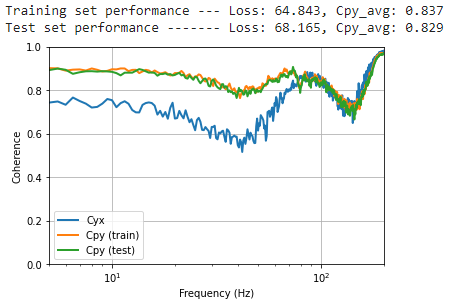 Training set performance --- Loss: 64.843, Cpy_avg: 0.837
Test set performance ------- Loss: 68.165, Cpy_avg: 0.829
1.0
0.8
0.6
0.4
0.2
0.0
Coherence
Cyx
Cpy (train)
Cpy (test)
10¹
10²
Frequency (Hz)